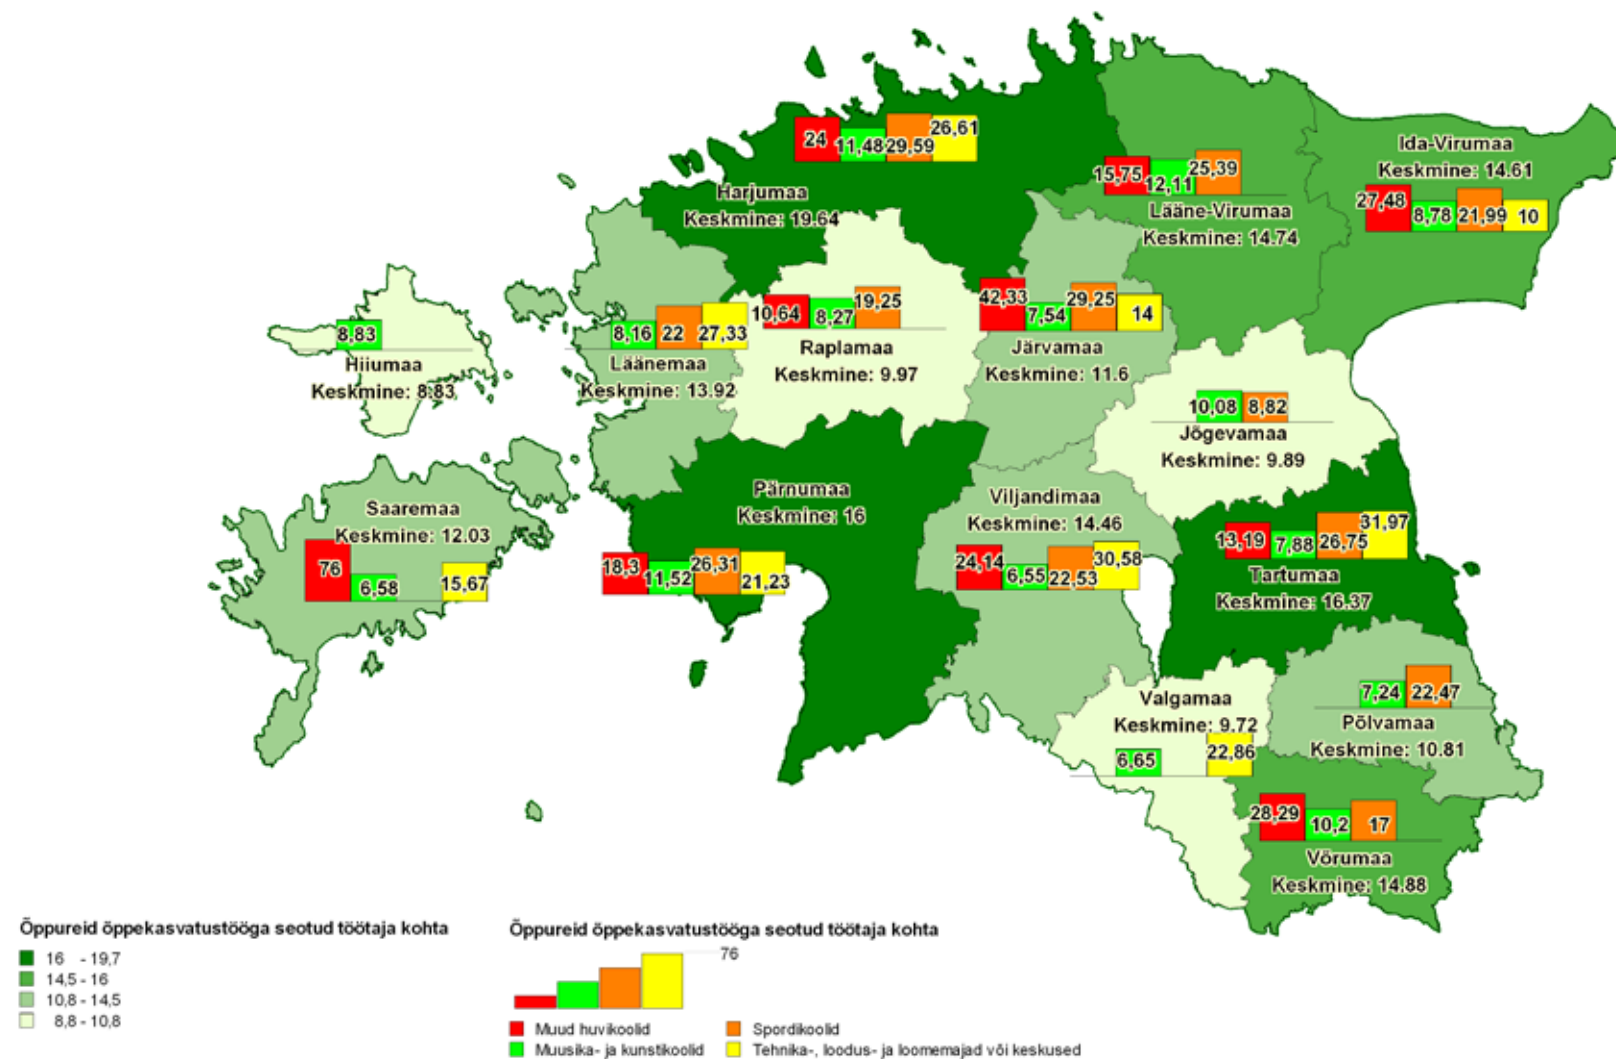 24
11,48
29,59
26,61
Harjumaa
Keskmine: 19.64
15,75
12,11
25,39
Lääne-Virumaa
Keskmine: 14.74
Ida-Virumaa
Keskmine: 14.61
27,48
8,78
21,99
10
8,83
Hiiumaa
Keskmine: 8.83
8,16
22
27,33
Läänemaa
Keskmine: 13.92
10,64
8,27
19,25
Raplamaa
Keskmine: 9.97
42,33
7,54
29,25
14
Järvamaa
Keskmine: 11.6
10,08
8,82
Jõgevamaa
Keskmine: 9.89
Saaremaa
Keskmine: 12.03
76
6,58
15,67
Pärnumaa
Keskmine: 16
18,3
11,52
26,31
21,23
Viljandimaa
Keskmine: 14.46
24,14
6,55
22,53
30,58
13,19
7,88
26,75
31,97
Tartumaa
Keskmine: 16.37
Valgamaa
Keskmine: 9.72
6,65
22,86
7,24
22,47
Põlvamaa
Keskmine: 10.81
28,29
10,2
17
Võrumaa
Keskmine: 14.88
Õppureid õppekasvatustööga seotud töötaja kohta
16 - 19,7
14,5 - 16
10,8 - 14,5
8,8 - 10,8
Õppureid õppekasvatustööga seotud töötaja kohta
76
Muud huvikoolid
Spordikoolid
Muusika- ja kunstikoolid
Tehnika-, loodus- ja loomemajad või keskused